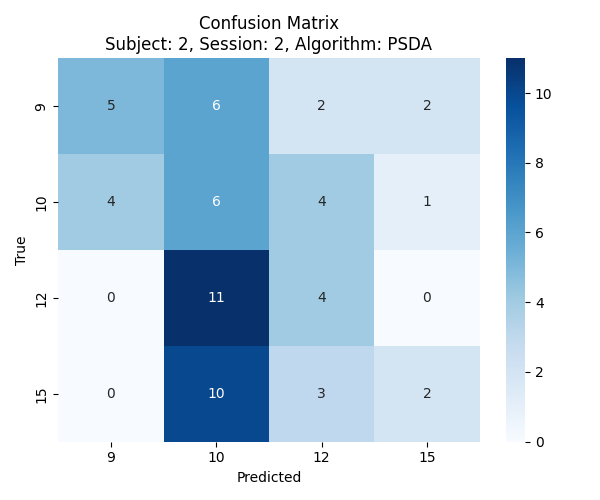 Confusion Matrix
Subject: 2, Session: 2, Algorithm: PSDA
True
9 5 6 2 2
10 4 6 4 1
12 0 11 4 0
15 0 10 3 2
9 10 12 15
Predicted
10
8
6
4
2
0